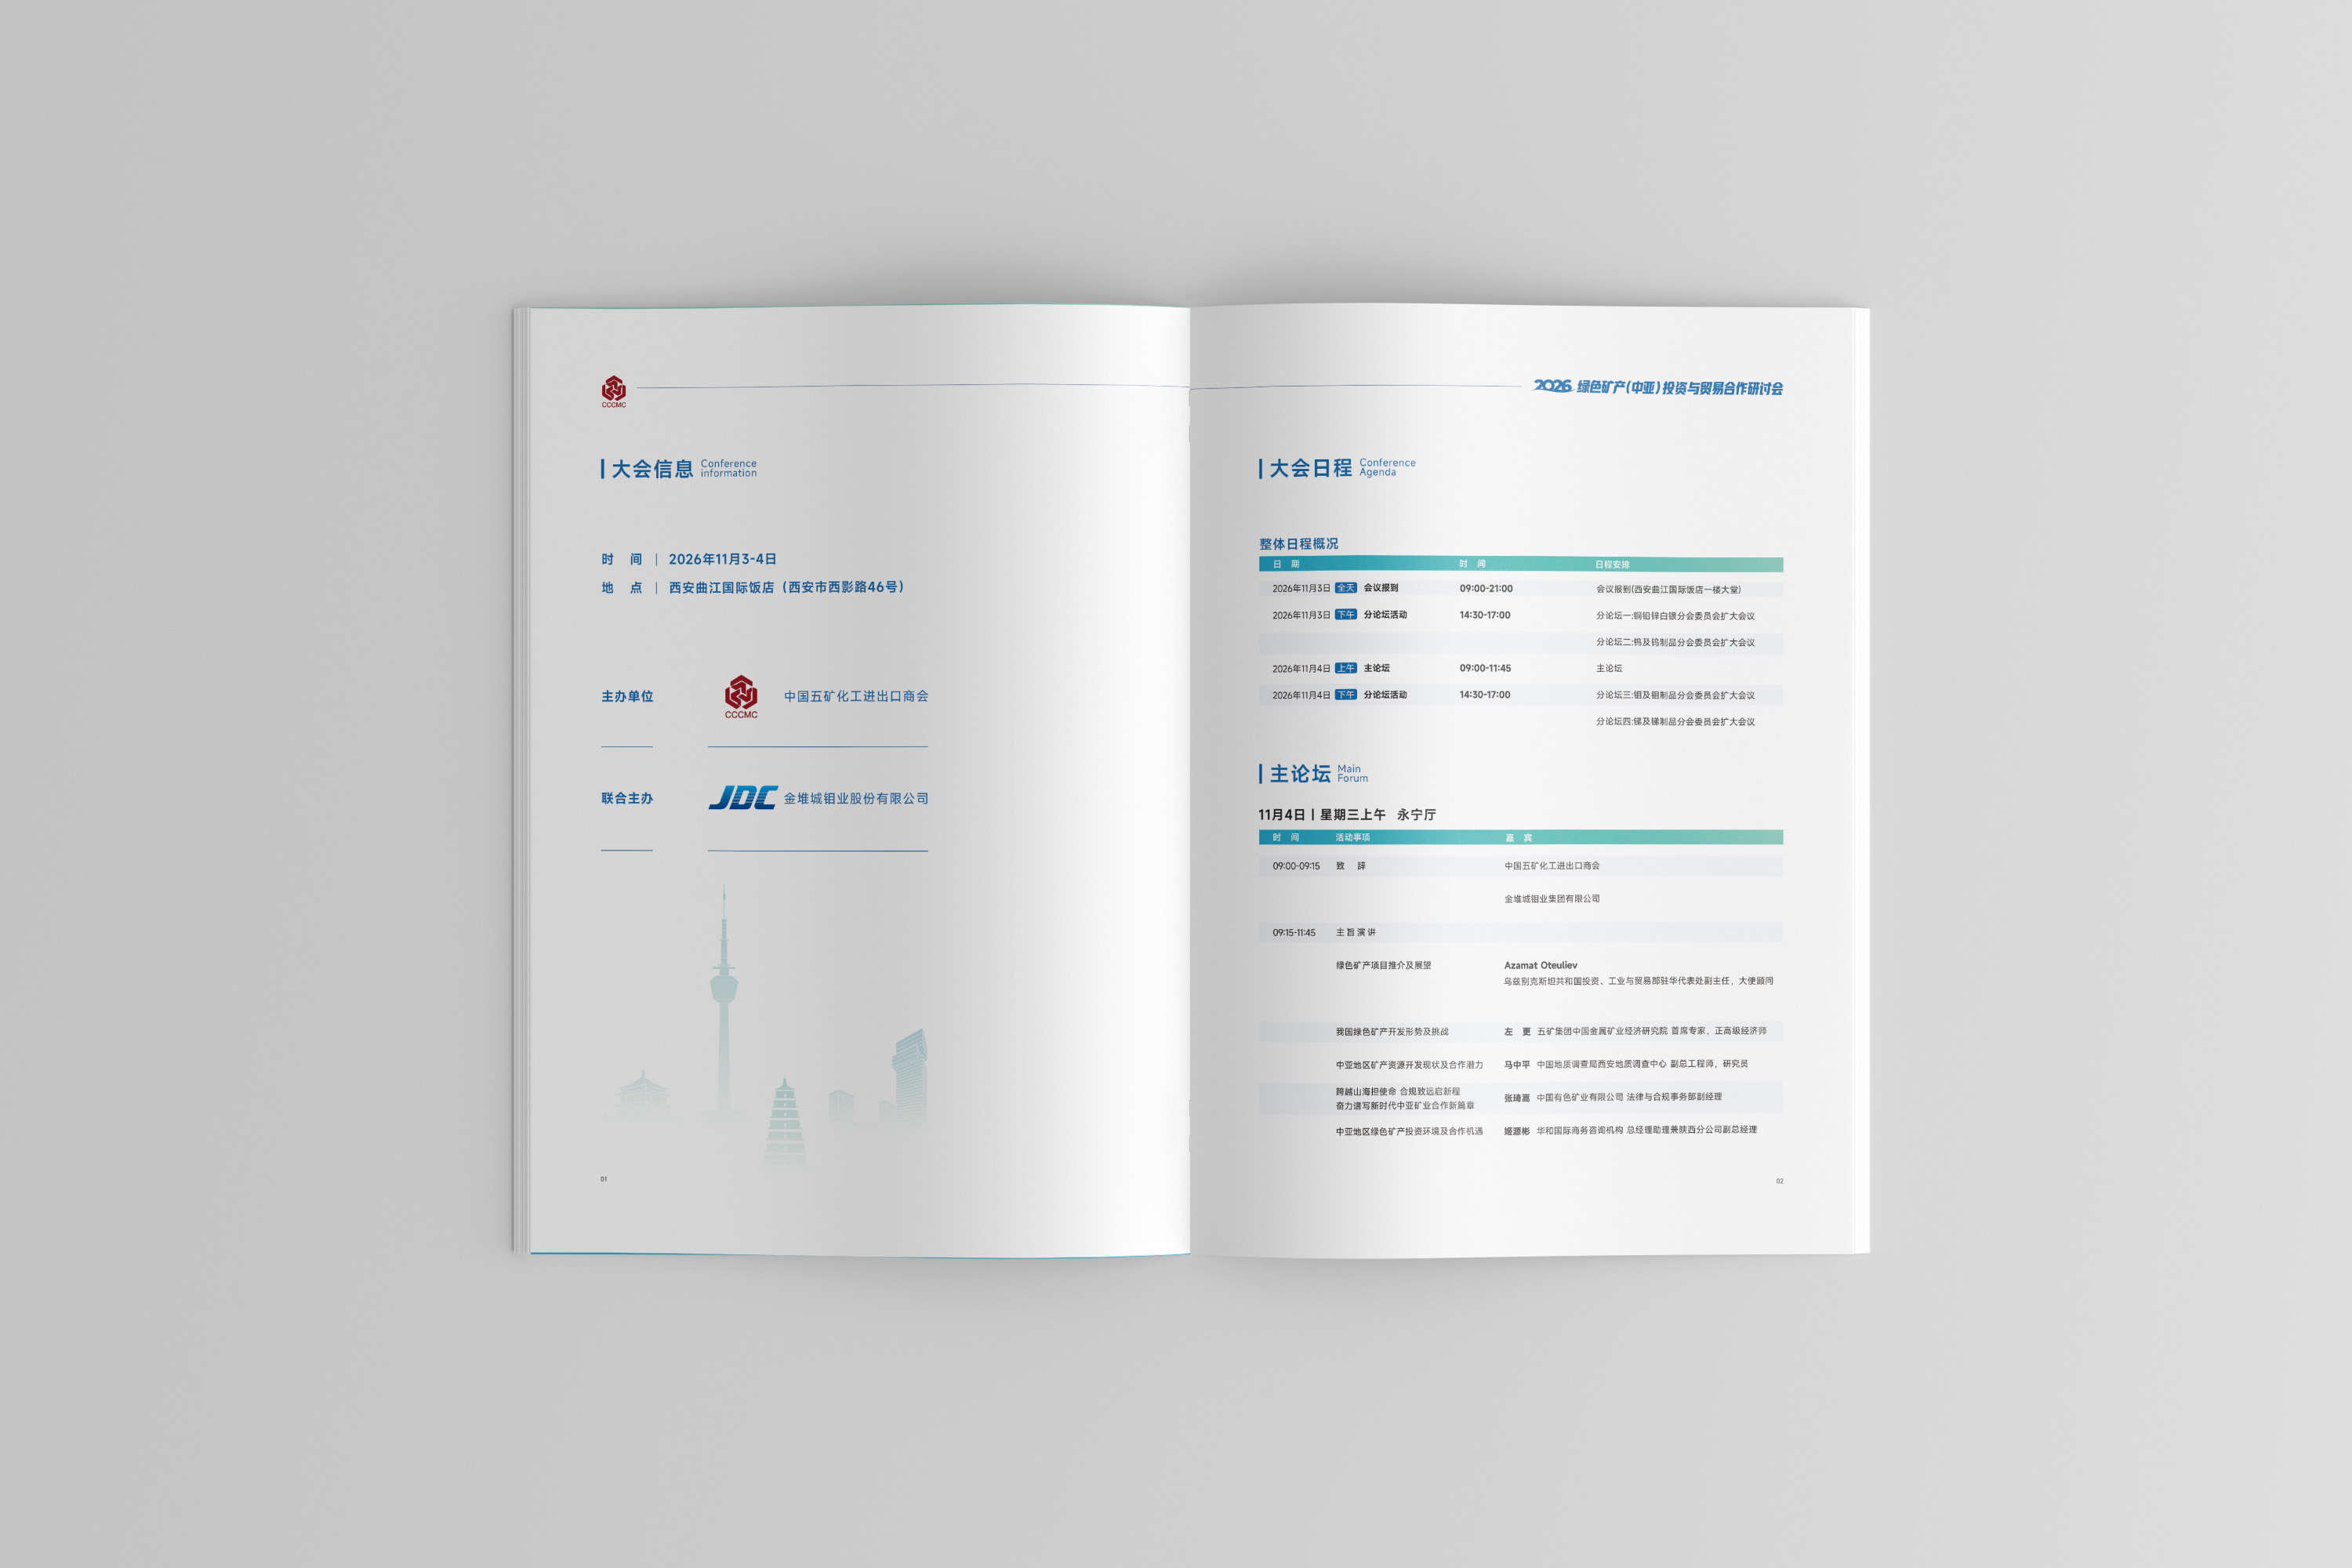 CCCMC
大会信息 Conference information
时 间 | 2026年11月3-4日
地 点 | 西安曲江国际饭店（西安市西影路46号）
主办单位 CCCMC 中国五矿化工进出口商会
联合主办 JDC 金堆城钼业股份有限公司
01
2026 绿色矿产(中亚)投资与贸易合作研讨会
大会日程 Conference Agenda
整体日程概况
日 期 时 间 日程安排
2026年11月3日 全天 会议报到 09:00-21:00 会议报到(西安曲江国际饭店一楼大堂)
2026年11月3日 下午 分论坛活动 14:30-17:00 分论坛一:铜铅锌白银分会委员会扩大会议
分论坛二:钨及钨制品分会委员会扩大会议
2026年11月4日 上午 主论坛 09:00-11:45 主论坛
2026年11月4日 下午 分论坛活动 14:30-17:00 分论坛三:钼及钼制品分会委员会扩大会议
分论坛四:锑及锑制品分会委员会扩大会议
主论坛 Main Forum
11月4日 | 星期三上午 永宁厅
时 间 活动事项 嘉 宾
09:00-09:15 致 辞 中国五矿化工进出口商会
金堆城钼业集团有限公司
09:15-11:45 主旨演讲
绿色矿产项目推介及展望 Azamat Oteuliev
乌兹别克斯坦共和国投资、工业与贸易部驻华代表处副主任，大使顾问
我国绿色矿产开发形势及挑战 左 更 五矿集团中国金属矿业经济研究院 首席专家，正高级经济师
中亚地区矿产资源开发现状及合作潜力 马中平 中国地质调查局西安地质调查中心 副总工程师，研究员
跨越山海担使命 合规致远启新程
奋力谱写新时代中亚矿业合作新篇章 张琦嵩 中国有色矿业有限公司 法律与合规事务部副经理
中亚地区绿色矿产投资环境及合作机遇 姬源彬 华和国际商务咨询机构 总经理助理兼陕西分公司副总经理
02